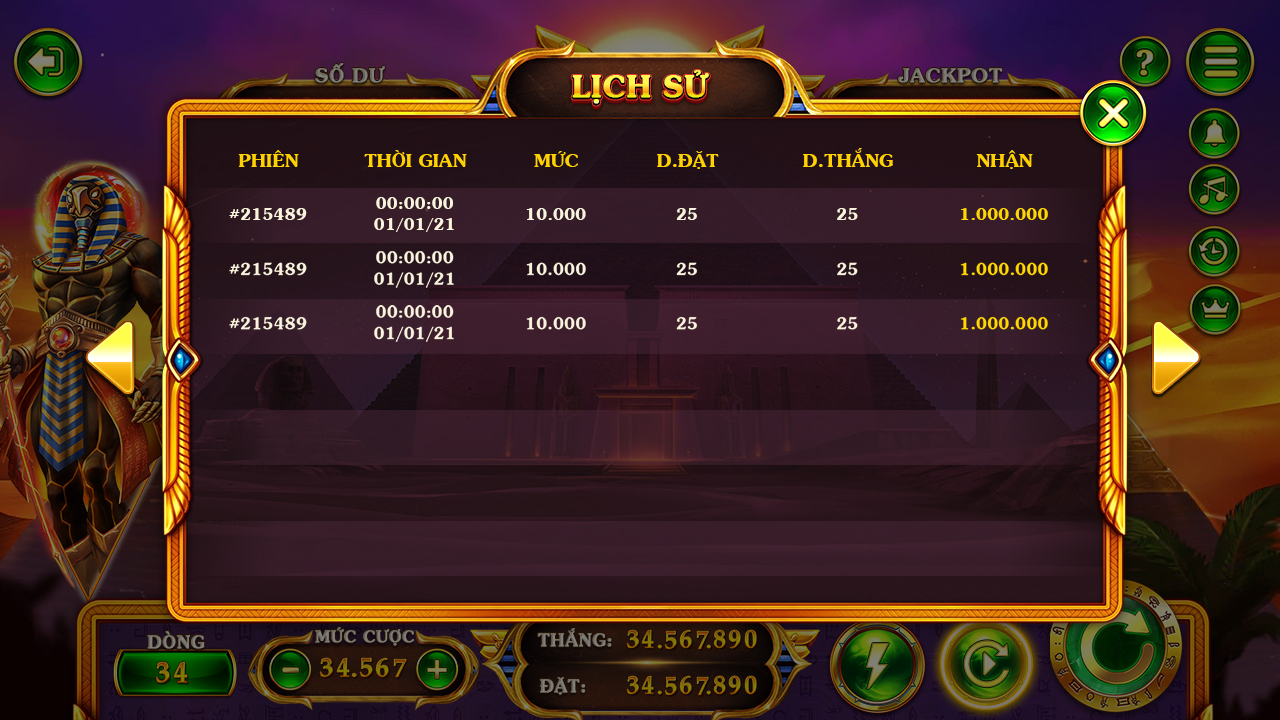 SỐ DƯ
LỊCH SỬ
JACKPOT
?
PHIÊN THỜI GIAN MỨC D.ĐẶT D.THẮNG NHẬN
#215489 00:00:00 01/01/21 10.000 25 25 1.000.000
#215489 00:00:00 01/01/21 10.000 25 25 1.000.000
#215489 00:00:00 01/01/21 10.000 25 25 1.000.000
DÒNG
34
MỨC CƯỢC
34.567
THẮNG: 34.567.890
ĐẶT: 34.567.890